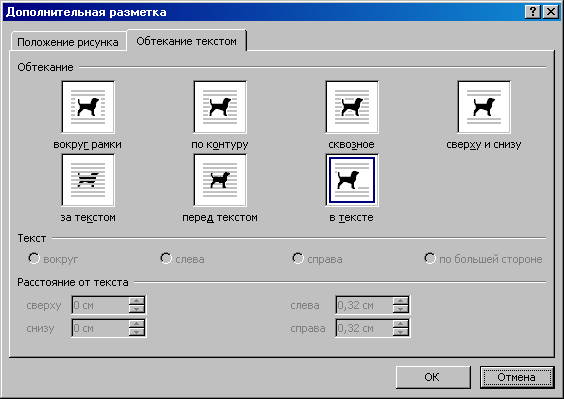 Дополнительная разметка
Положение рисунка Обтекание текстом
Обтекание
вокруг рамки по контуру сквозное сверху и снизу
за текстом перед текстом в тексте
Текст
вокруг слева справа по большей стороне
Расстояние от текста
сверху 0 см слева 0,32 см
снизу 0 см справа 0,32 см
ОК Отмена